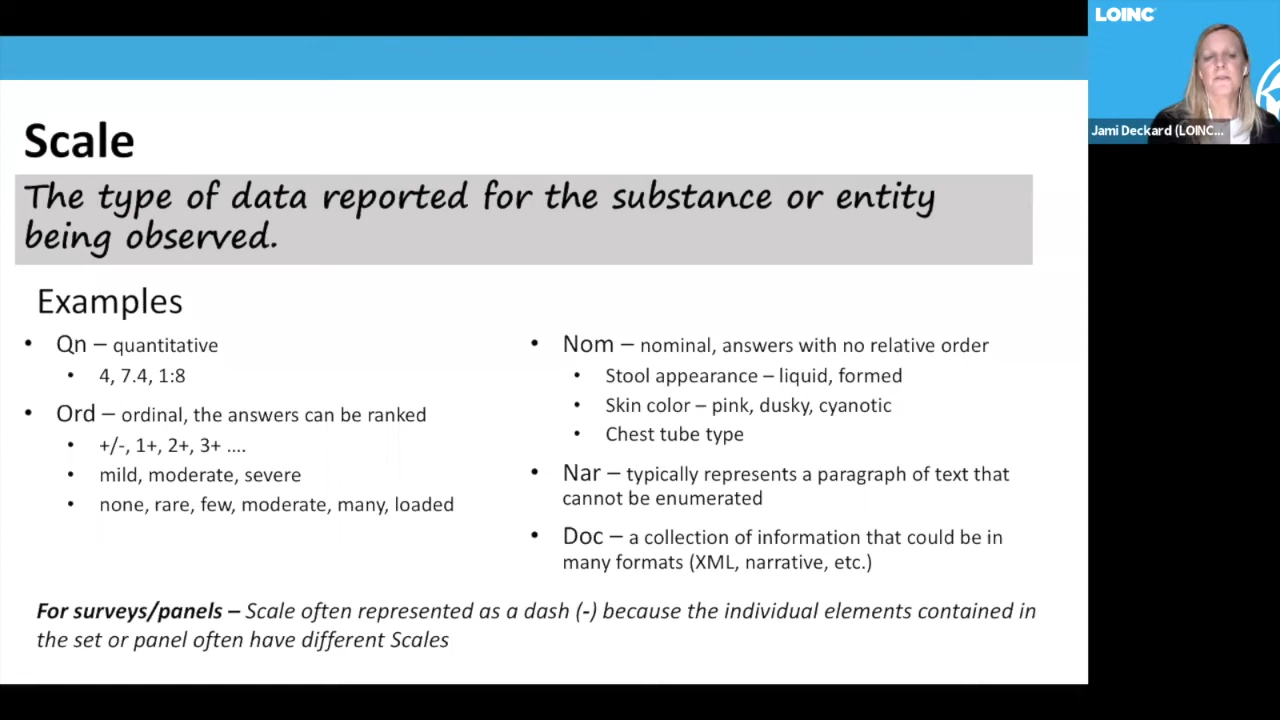 LOINC
Jami Deckard (LOINC...
Scale
The type of data reported for the substance or entity
being observed.
Examples
• Qn – quantitative
• 4, 7.4, 1:8
• Ord – ordinal, the answers can be ranked
• +/-, 1+, 2+, 3+ ....
• mild, moderate, severe
• none, rare, few, moderate, many, loaded
• Nom – nominal, answers with no relative order
• Stool appearance – liquid, formed
• Skin color – pink, dusky, cyanotic
• Chest tube type
• Nar – typically represents a paragraph of text that
cannot be enumerated
• Doc – a collection of information that could be in
many formats (XML, narrative, etc.)
For surveys/panels – Scale often represented as a dash (-) because the individual elements contained in
the set or panel often have different Scales